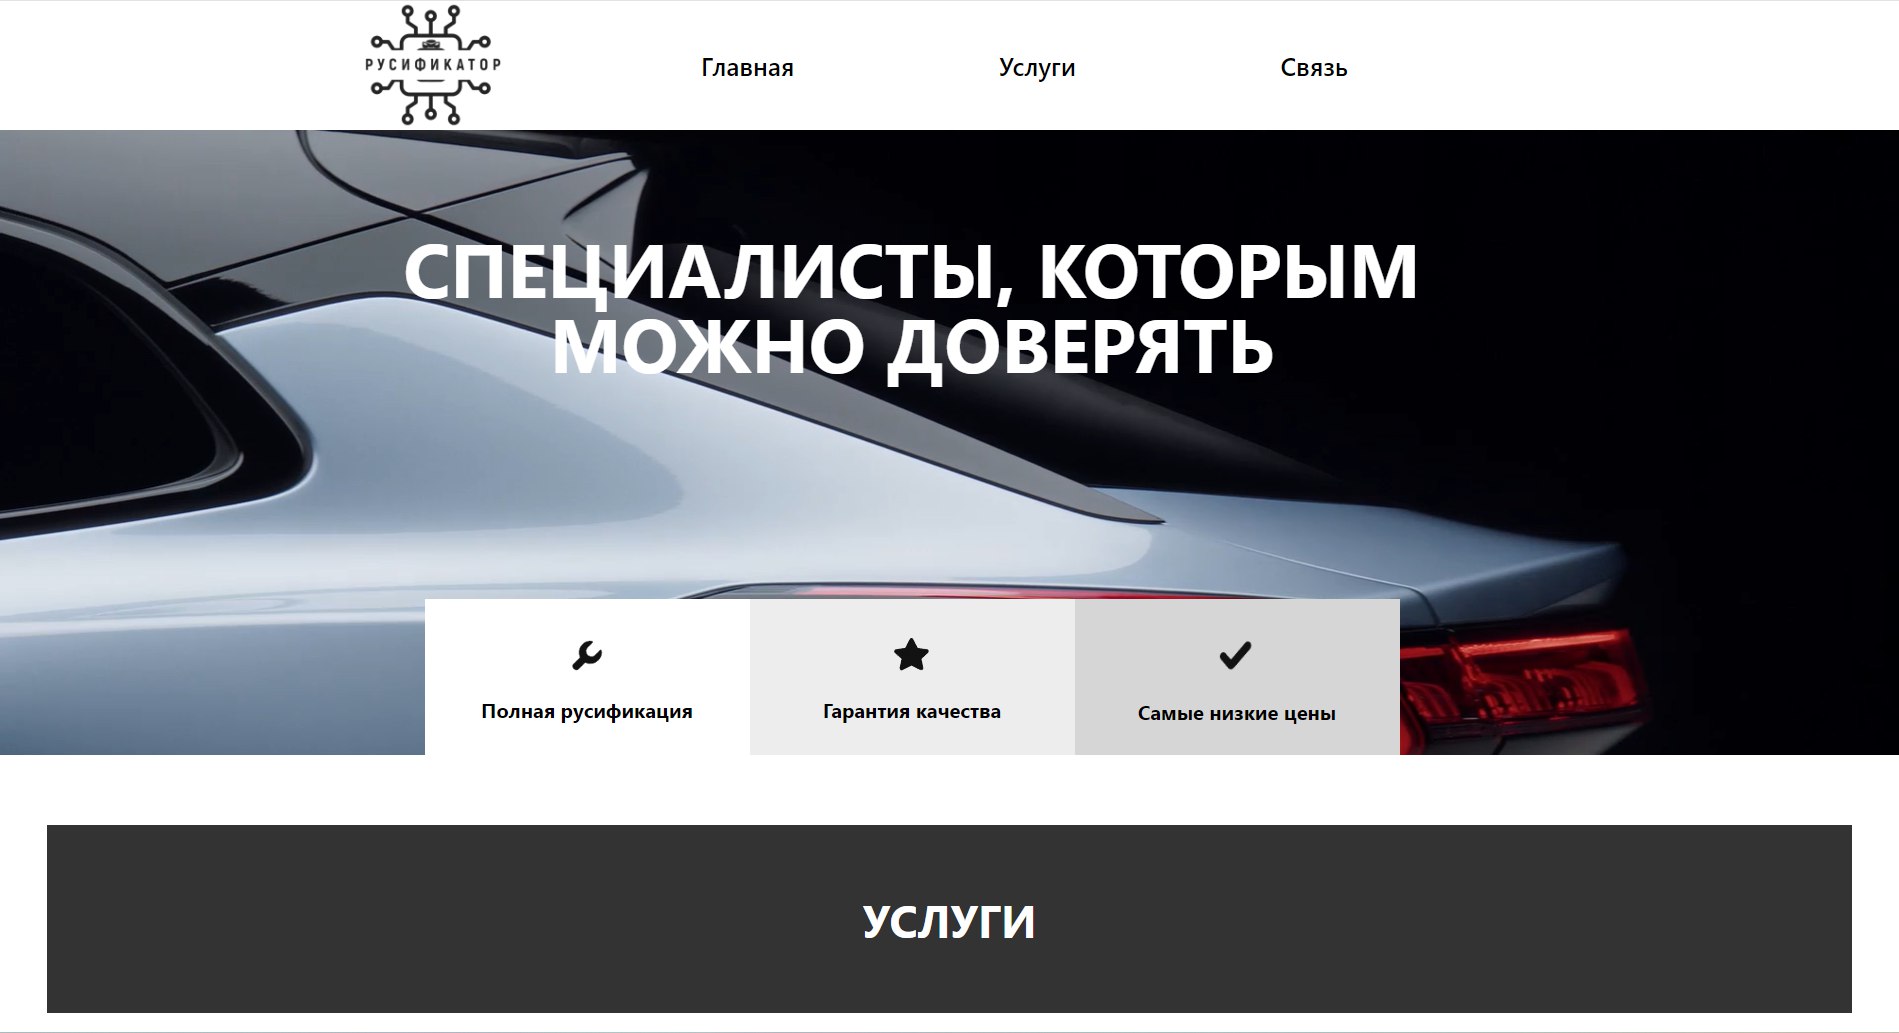 РУСИФИКАТОР
Главная
Услуги
Связь
СПЕЦИАЛИСТЫ, КОТОРЫМ
МОЖНО ДОВЕРЯТЬ
Полная русификация
Гарантия качества
Самые низкие цены
УСЛУГИ